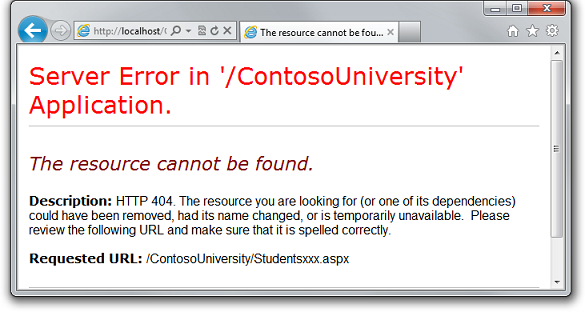 http://localhost/
The resource cannot be fou...
Server Error in '/ContosoUniversity'
Application.
The resource cannot be found.
Description: HTTP 404. The resource you are looking for (or one of its dependencies)
could have been removed, had its name changed, or is temporarily unavailable.  Please
review the following URL and make sure that it is spelled correctly.
Requested URL: /ContosoUniversity/Studentsxxx.aspx